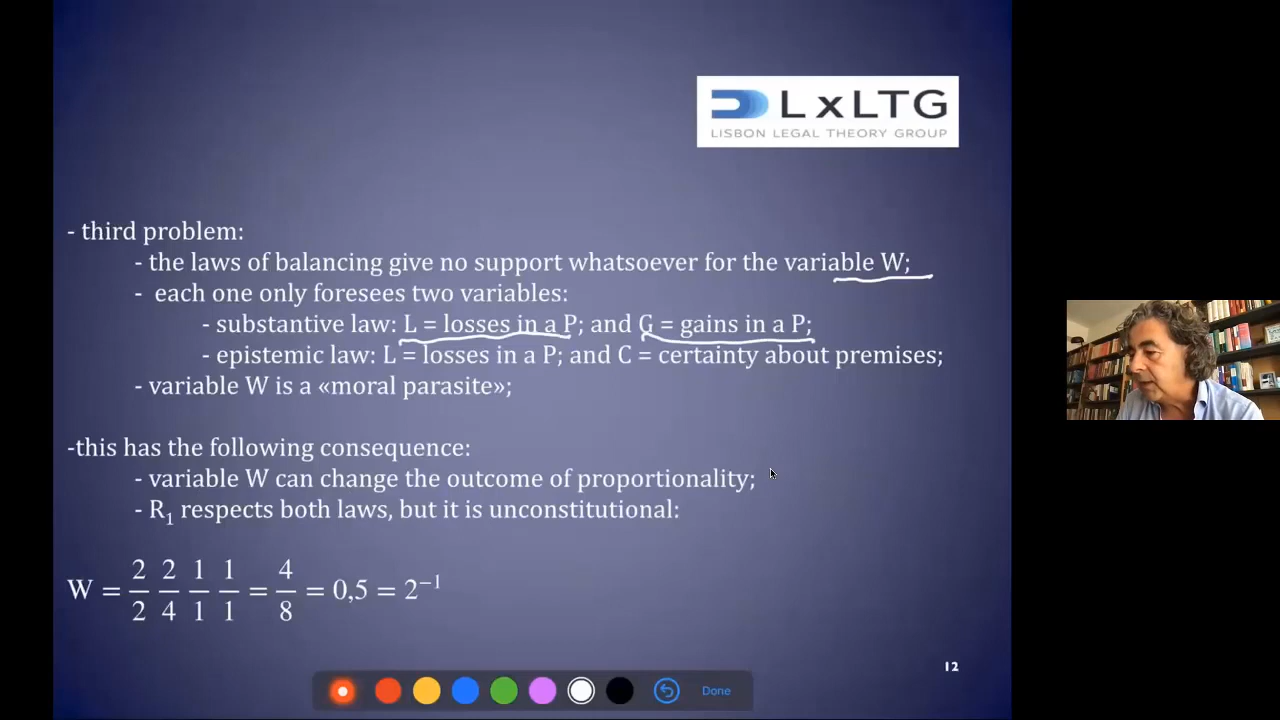 LxLTG
LISBON LEGAL THEORY GROUP
- third problem:
- the laws of balancing give no support whatsoever for the variable W;
- each one only foresees two variables:
- substantive law: L = losses in a P; and G = gains in a P;
- epistemic law: L = losses in a P; and C = certainty about premises;
- variable W is a «moral parasite»;
-this has the following consequence:
- variable W can change the outcome of proportionality;
- R₁ respects both laws, but it is unconstitutional:
W = 2/2 2/4 1/1 1/1 = 4/8 = 0,5 = 2⁻¹
12
Done